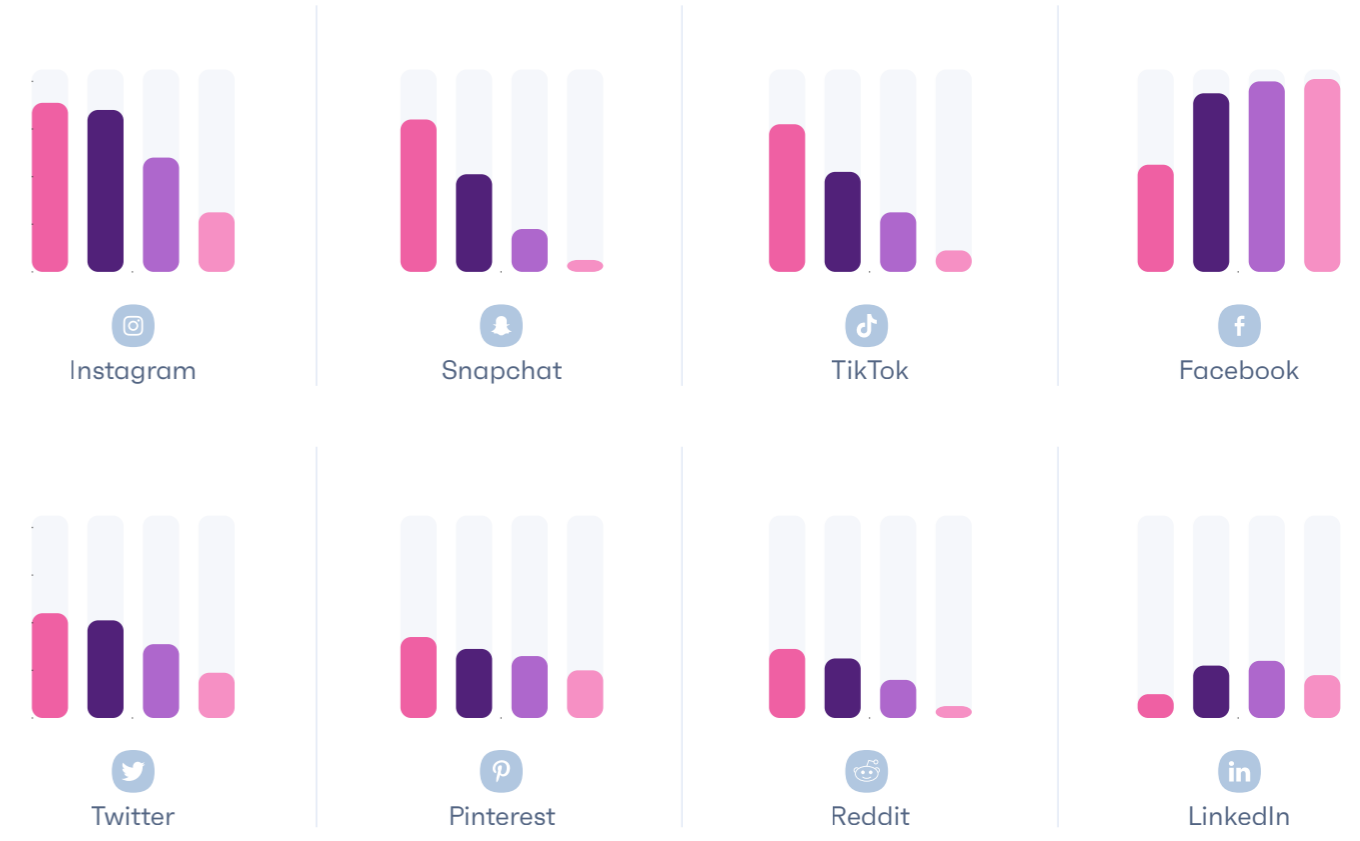 Instagram
Snapchat
TikTok
Facebook
Twitter
Pinterest
Reddit
LinkedIn